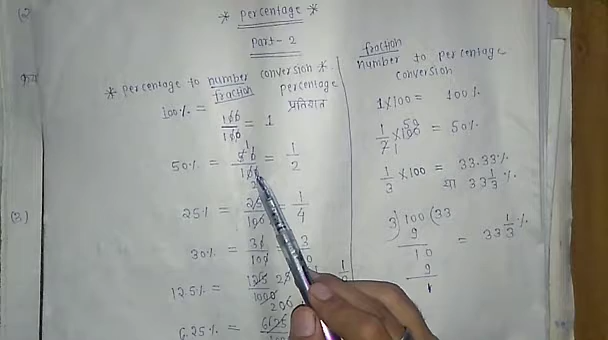 (2)
* Percentage *
Part - 2
* Percentage to number conversion *
fraction
Percentage
प्रतिशत
100% = 100/100 = 1
50% = 50/100 = 1/2
25% = 25/100 = 1/4
30% = 30/100 = 3/
12.5% = 125/1000
6.25% = 625
(3)
fraction
number to percentage
conversion
1×100 = 100%
1/2 × 100 = 50%
1/3 × 100 = 33.33%
या 33 1/3 %
3) 100 (33
9
10
9
1
= 33 1/3 %